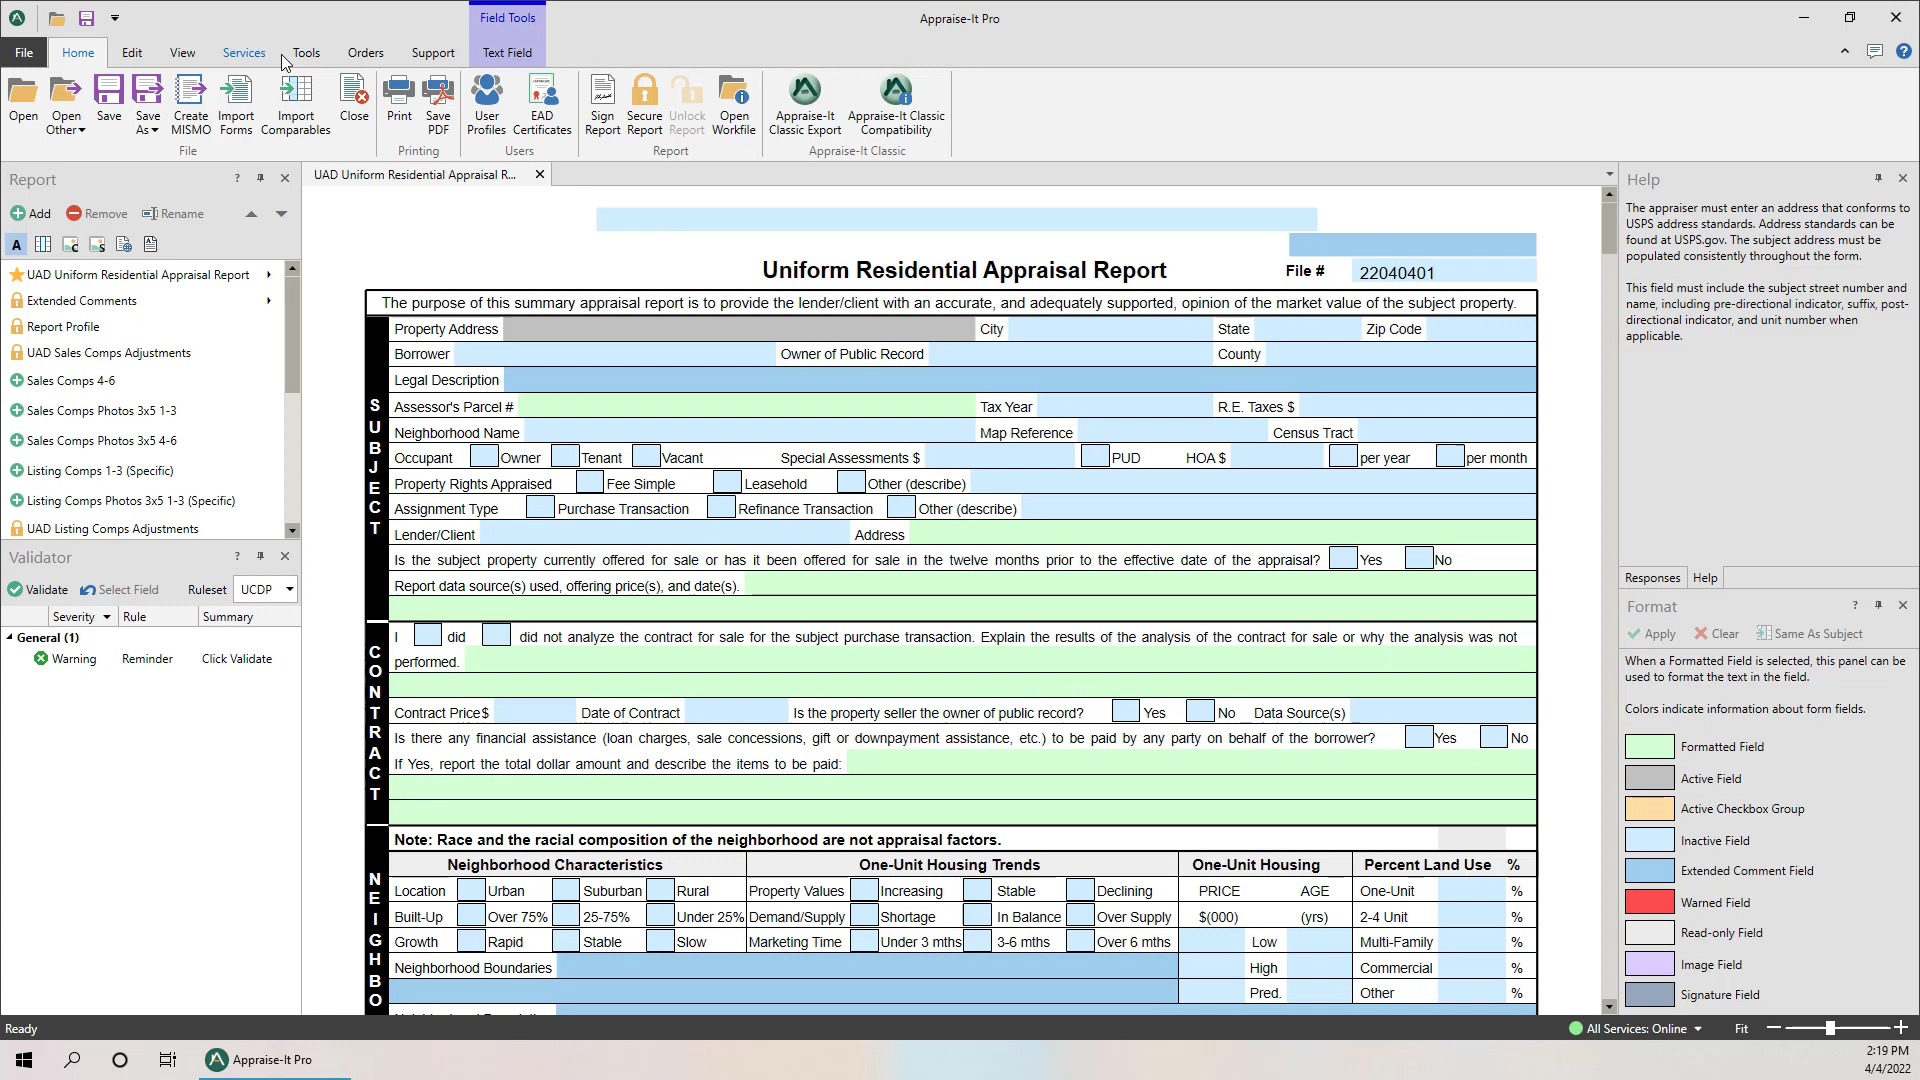 Field Tools
Appraise-It Pro
File
Home
Edit
View
Services
Tools
Orders
Support
Text Field
Open
Open Other
Save
Save As
Create MISMO
Import Forms
Import Comparables
Close
Print
Save PDF
User Profiles
EAD Certificates
Sign Report
Secure Report
Unlock Report
Open Workfile
Appraise-It Classic Export
Appraise-It Classic Compatibility
File
Printing
Users
Report
Appraise-It Classic
Report
Add
Remove
Rename
UAD Uniform Residential Appraisal Report
Extended Comments
Report Profile
UAD Sales Comps Adjustments
Sales Comps 4-6
Sales Comps Photos 3x5 1-3
Sales Comps Photos 3x5 4-6
Listing Comps 1-3 (Specific)
Listing Comps Photos 3x5 1-3 (Specific)
UAD Listing Comps Adjustments
Validator
Validate
Select Field
Ruleset
UCDP
Severity
Rule
Summary
General (1)
Warning
Reminder
Click Validate
UAD Uniform Residential Appraisal R...
Uniform Residential Appraisal Report
File # 22040401
The purpose of this summary appraisal report is to provide the lender/client with an accurate, and adequately supported, opinion of the market value of the subject property.
SUBJECT
Property Address City State Zip Code
Borrower Owner of Public Record County
Legal Description
Assessor's Parcel # Tax Year R.E. Taxes $
Neighborhood Name Map Reference Census Tract
Occupant Owner Tenant Vacant Special Assessments $ PUD HOA $ per year per month
Property Rights Appraised Fee Simple Leasehold Other (describe)
Assignment Type Purchase Transaction Refinance Transaction Other (describe)
Lender/Client Address
Is the subject property currently offered for sale or has it been offered for sale in the twelve months prior to the effective date of the appraisal? Yes No
Report data source(s) used, offering price(s), and date(s).
CONTRACT
I did did not analyze the contract for sale for the subject purchase transaction. Explain the results of the analysis of the contract for sale or why the analysis was not
performed.
Contract Price$ Date of Contract Is the property seller the owner of public record? Yes No Data Source(s)
Is there any financial assistance (loan charges, sale concessions, gift or downpayment assistance, etc.) to be paid by any party on behalf of the borrower? Yes No
If Yes, report the total dollar amount and describe the items to be paid:
NEIGHBO
Note: Race and the racial composition of the neighborhood are not appraisal factors.
Neighborhood Characteristics One-Unit Housing Trends One-Unit Housing Percent Land Use %
Location Urban Suburban Rural Property Values Increasing Stable Declining PRICE AGE One-Unit %
Built-Up Over 75% 25-75% Under 25% Demand/Supply Shortage In Balance Over Supply $(000) (yrs) 2-4 Unit %
Growth Rapid Stable Slow Marketing Time Under 3 mths 3-6 mths Over 6 mths Low Multi-Family %
Neighborhood Boundaries High Commercial %
Pred. Other %
Help
The appraiser must enter an address that conforms to
USPS address standards. Address standards can be
found at USPS.gov. The subject address must be
populated consistently throughout the form.
This field must include the subject street number and
name, including pre-directional indicator, suffix, post-
directional indicator, and unit number when
applicable.
Responses
Help
Format
Apply
Clear
Same As Subject
When a Formatted Field is selected, this panel can be
used to format the text in the field.
Colors indicate information about form fields.
Formatted Field
Active Field
Active Checkbox Group
Inactive Field
Extended Comment Field
Warned Field
Read-only Field
Image Field
Signature Field
Ready
All Services: Online
Fit
Appraise-It Pro
2:19 PM
4/4/2022